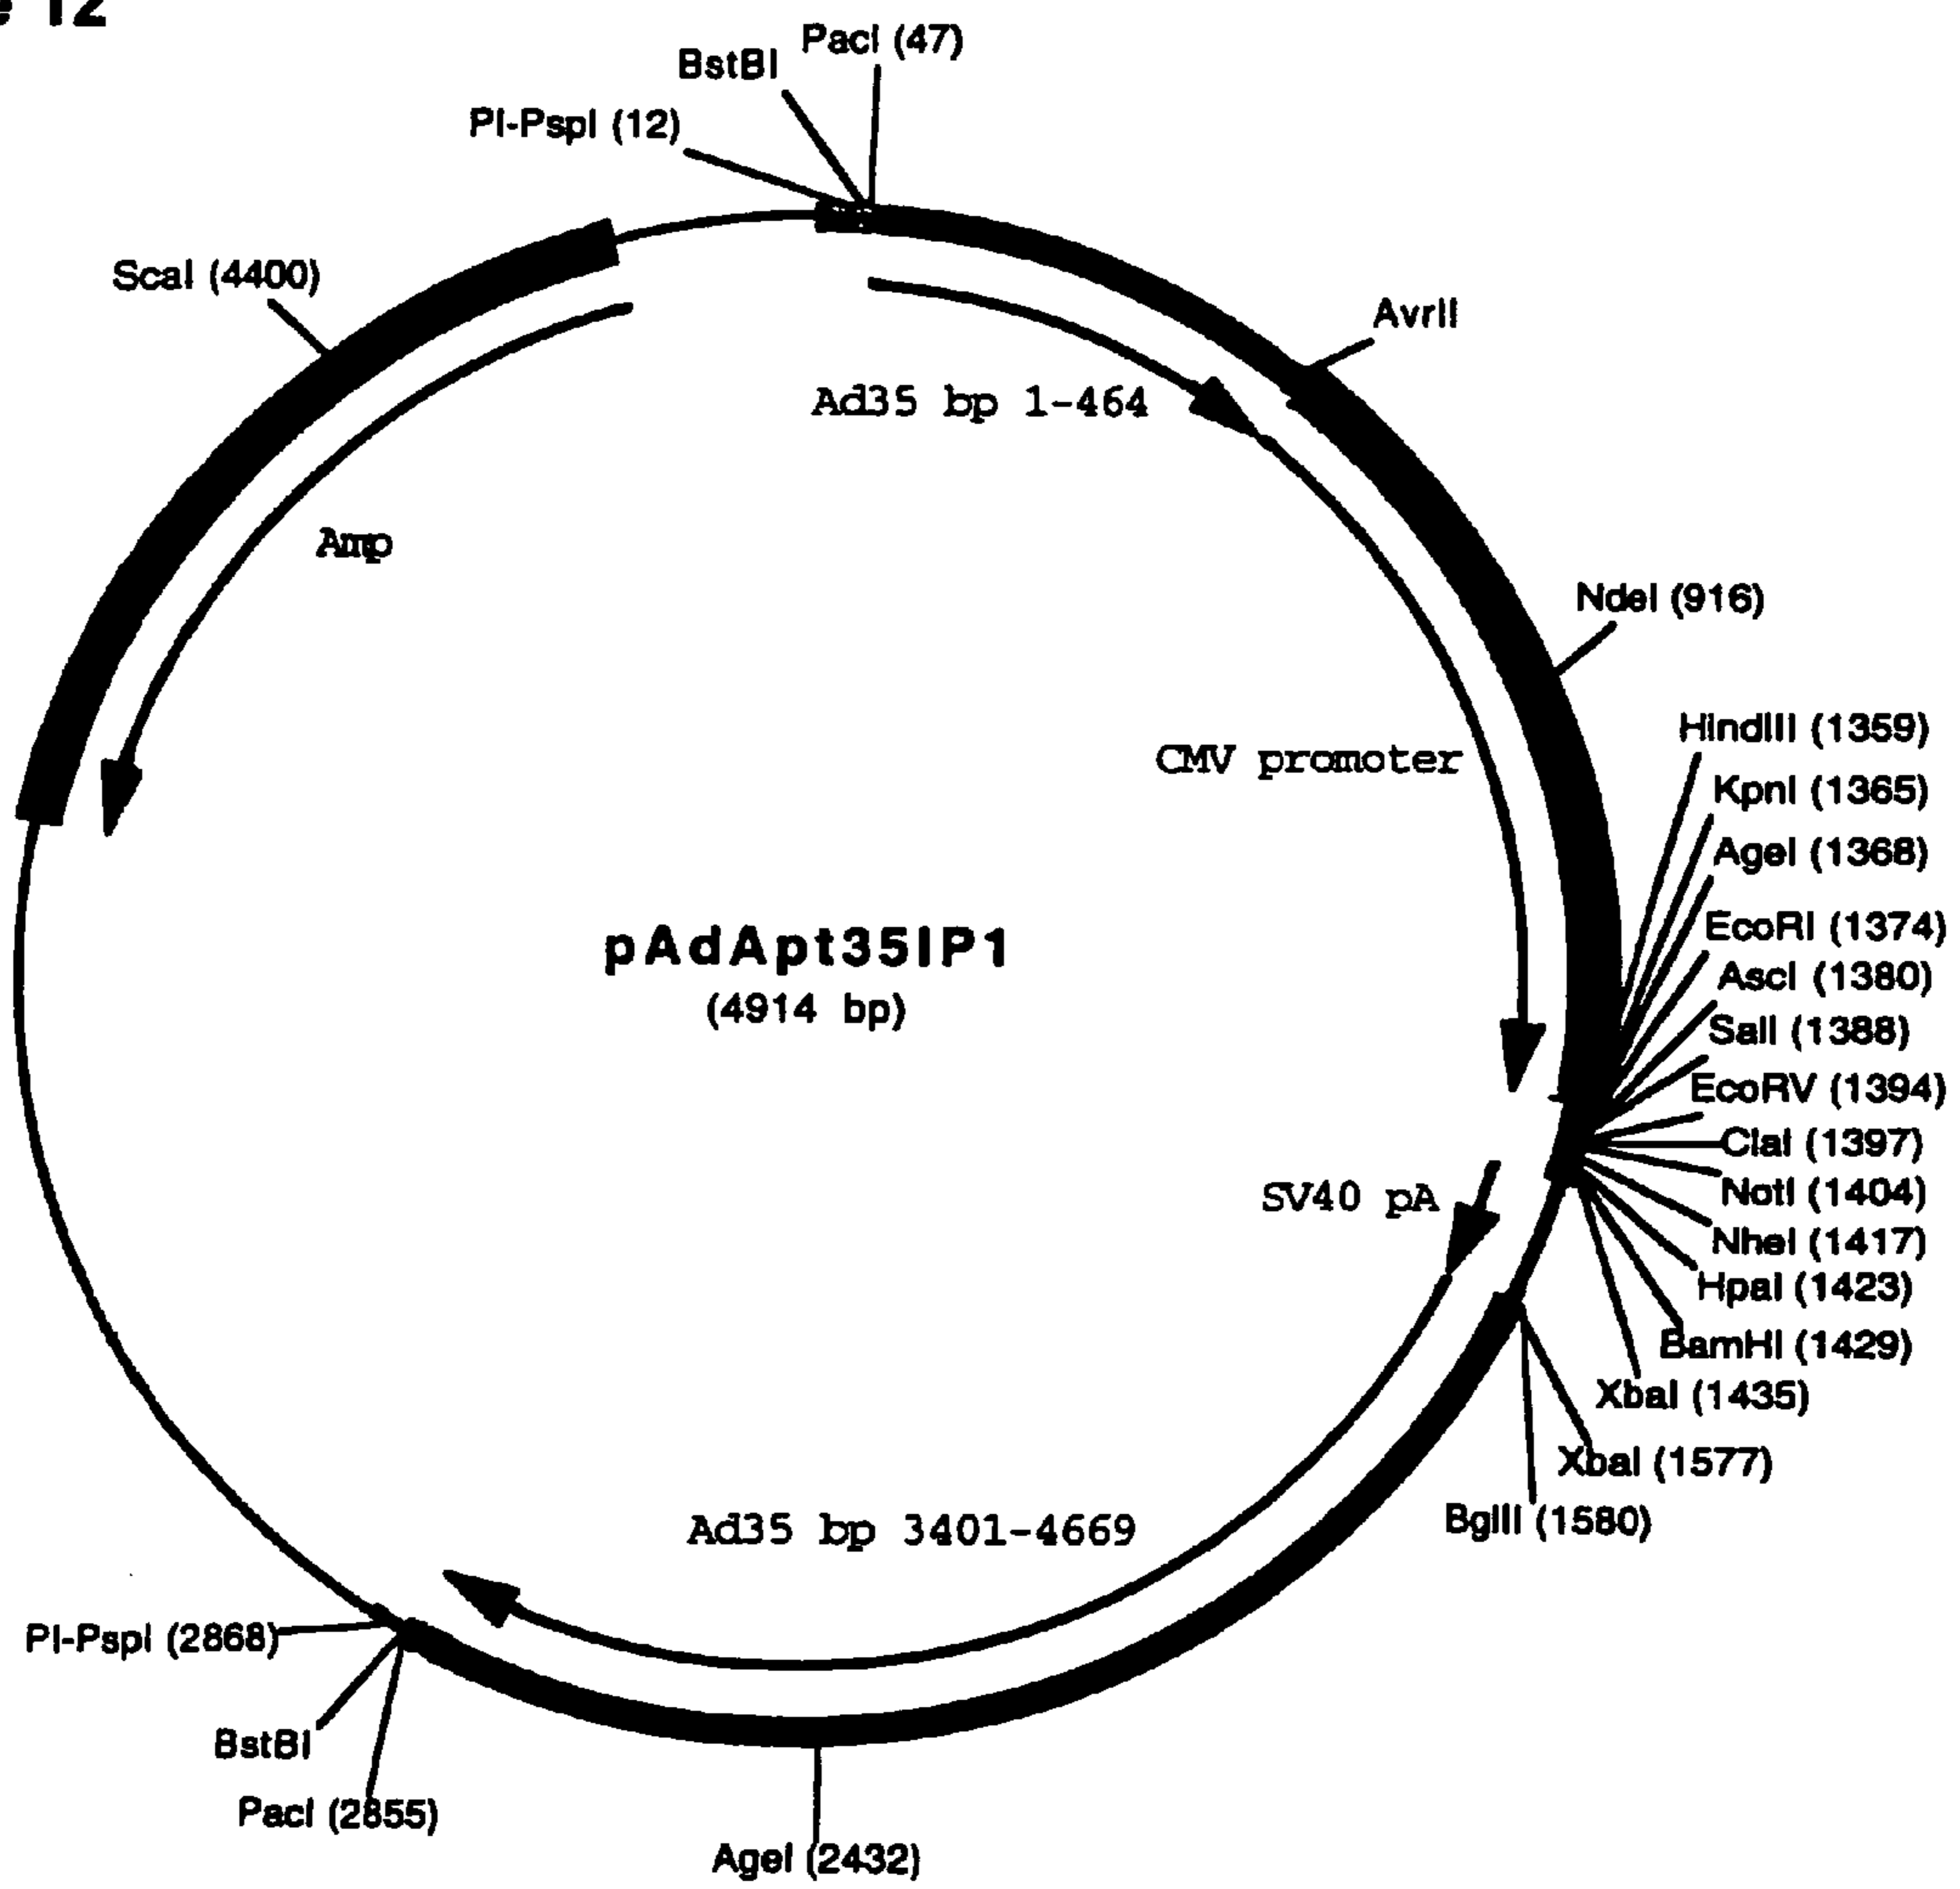 12
PacI (47)
BstBI
PI-PspI (12)
ScaI (4400)
AvrII
Ad35 bp 1-464
Amp
NdeI (916)
HindIII (1359)
CMV promoter
KpnI (1365)
AgeI (1368)
EcoRI (1374)
pAdApt35IP1
AscI (1380)
(4914 bp)
SalI (1388)
EcoRV (1394)
ClaI (1397)
SV40 pA
NotI (1404)
NheI (1417)
HpaI (1423)
BamHI (1429)
XbaI (1435)
XbaI (1577)
BglII (1580)
Ad35 bp 3401-4669
PI-PspI (2868)
BstBI
PacI (2855)
AgeI (2432)